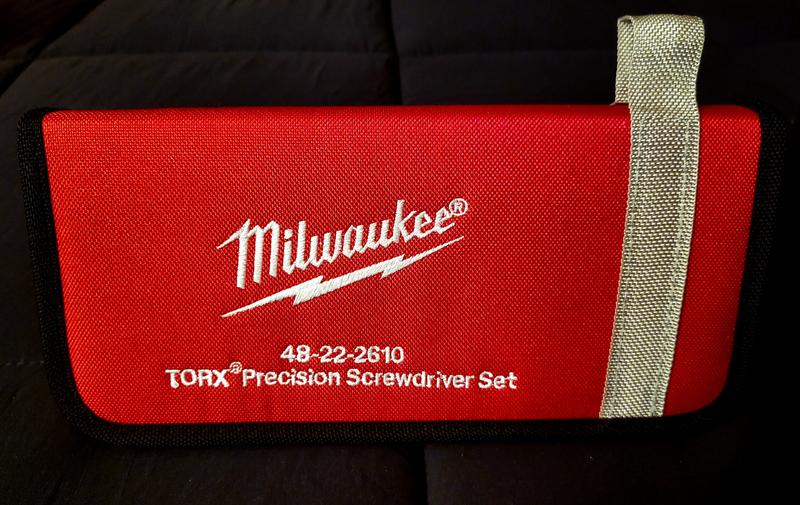 Milwaukee®
48-22-2610
TORX® Precision Screwdriver Set